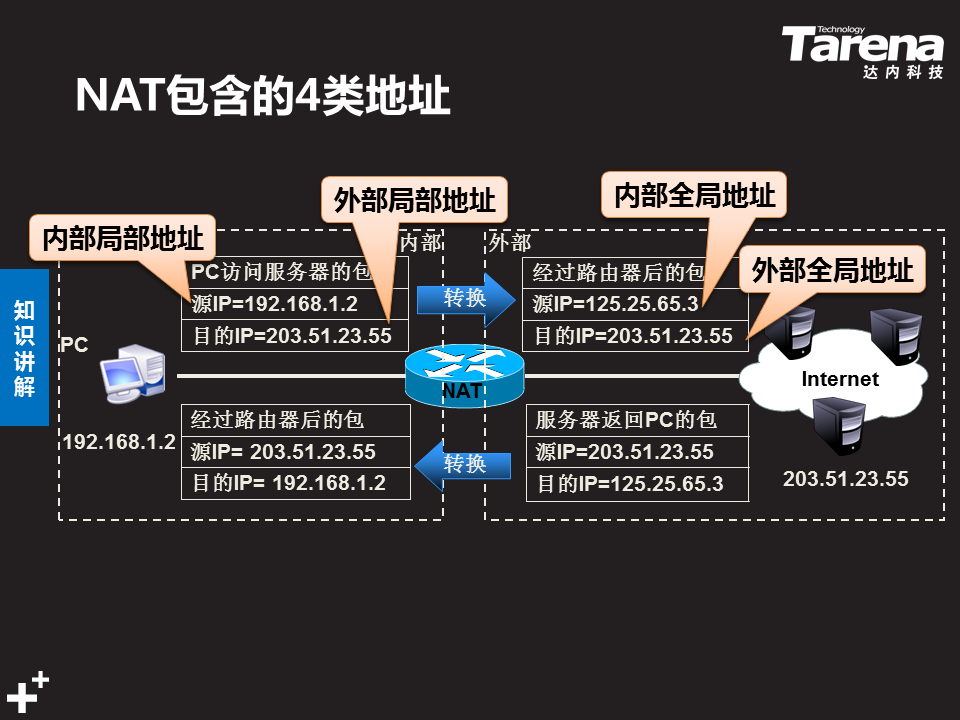 Technology
Tarena
达内科技
NAT包含的4类地址
内部局部地址
外部局部地址
内部全局地址
外部全局地址
内部
外部
PC访问服务器的包
源IP=192.168.1.2
目的IP=203.51.23.55
转换
经过路由器后的包
源IP=125.25.65.3
目的IP=203.51.23.55
知识讲解
PC
NAT
Internet
192.168.1.2
经过路由器后的包
源IP= 203.51.23.55
目的IP= 192.168.1.2
转换
服务器返回PC的包
源IP=203.51.23.55
目的IP=125.25.65.3
203.51.23.55